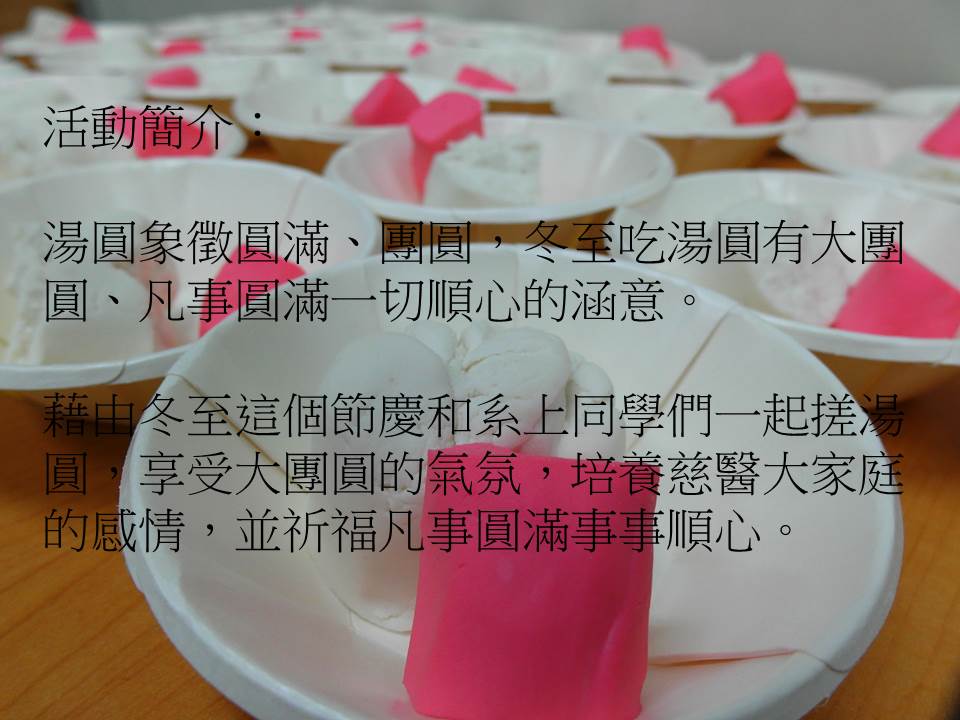 活動簡介：
湯圓象徵圓滿、團圓，冬至吃湯圓有大團
圓、凡事圓滿一切順心的涵意。
藉由冬至這個節慶和系上同學們一起搓湯
圓，享受大團圓的氣氛，培養慈醫大家庭
的感情，並祈福凡事圓滿事事順心。